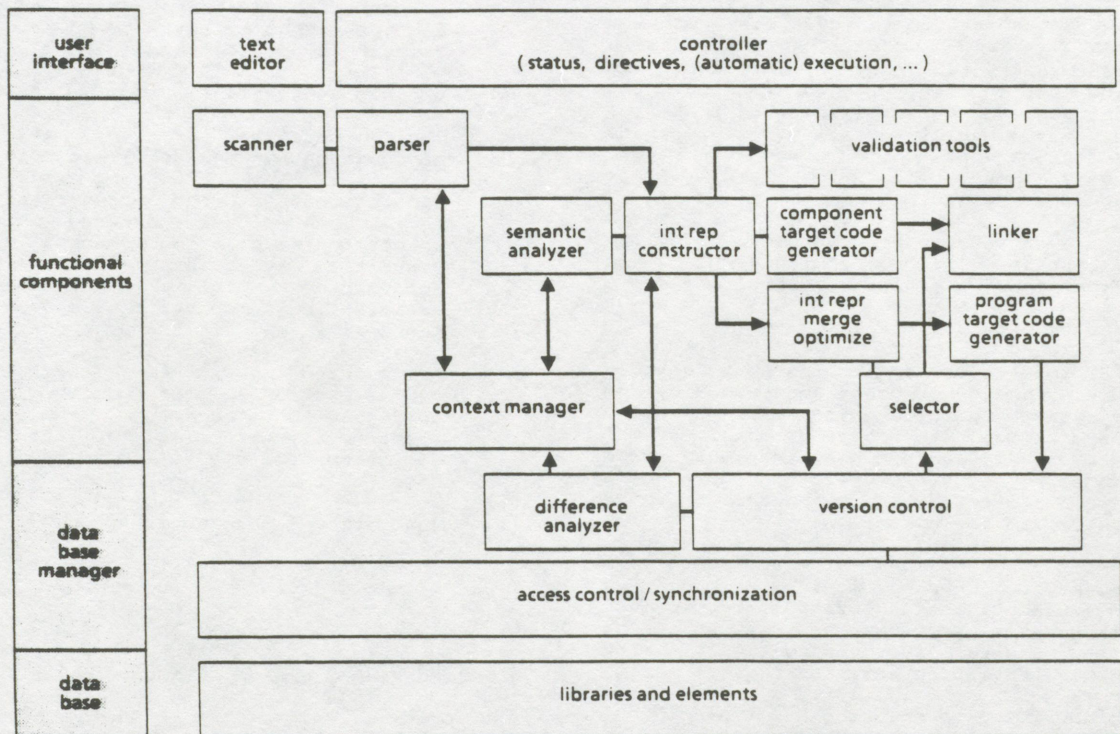 user
interface
text
editor
controller
( status, directives, (automatic) execution, ... )
scanner
parser
validation tools
functional
components
semantic
analyzer
int rep
constructor
component
target code
generator
linker
int repr
merge
optimize
program
target code
generator
context manager
selector
data
base
manager
difference
analyzer
version control
access control / synchronization
data
base
libraries and elements